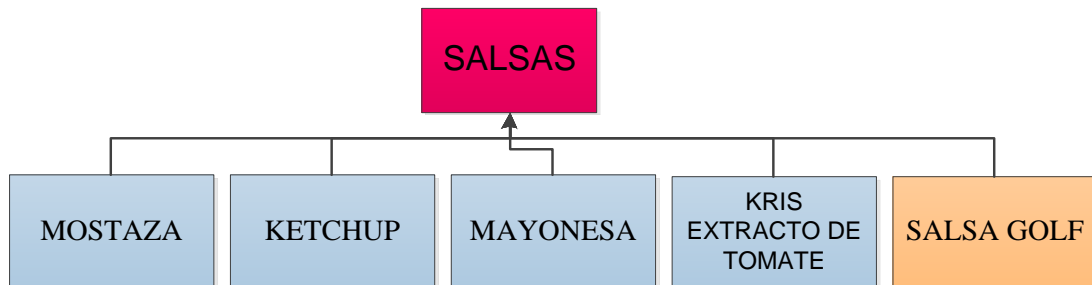 SALSAS
MOSTAZA
KETCHUP
MAYONESA
KRIS
EXTRACTO DE
TOMATE
SALSA GOLF